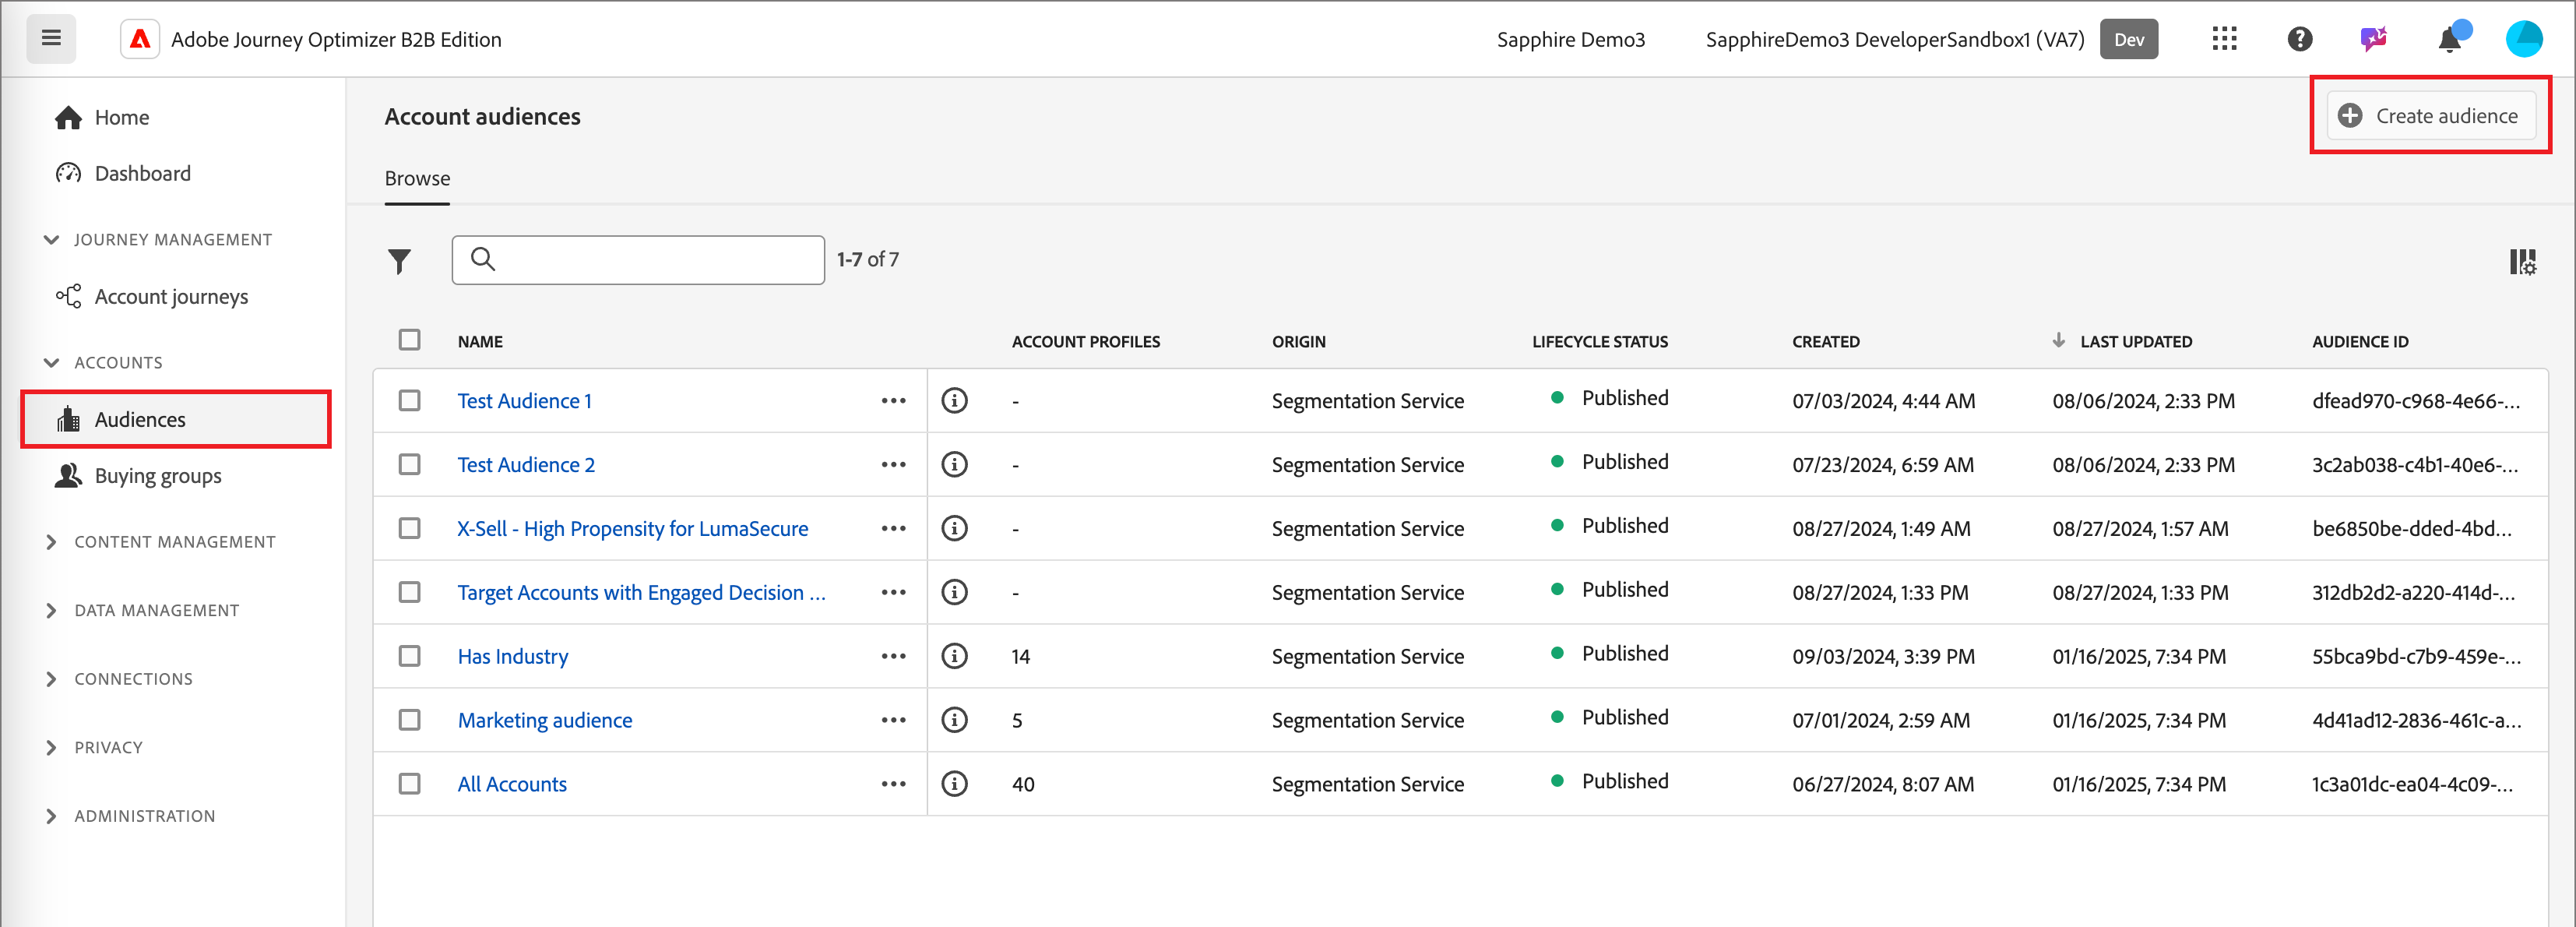 Adobe Journey Optimizer B2B Edition
Sapphire Demo3
SapphireDemo3 DeveloperSandbox1 (VA7)
Dev
Home
Dashboard
JOURNEY MANAGEMENT
Account journeys
ACCOUNTS
Audiences
Buying groups
CONTENT MANAGEMENT
DATA MANAGEMENT
CONNECTIONS
PRIVACY
ADMINISTRATION
Account audiences
Create audience
Browse
1-7 of 7
NAME ACCOUNT PROFILES ORIGIN LIFECYCLE STATUS CREATED LAST UPDATED AUDIENCE ID
Test Audience 1 - Segmentation Service Published 07/03/2024, 4:44 AM 08/06/2024, 2:33 PM dfead970-c968-4e66-...
Test Audience 2 - Segmentation Service Published 07/23/2024, 6:59 AM 08/06/2024, 2:33 PM 3c2ab038-c4b1-40e6-...
X-Sell - High Propensity for LumaSecure - Segmentation Service Published 08/27/2024, 1:49 AM 08/27/2024, 1:57 AM be6850be-dded-4bd...
Target Accounts with Engaged Decision ... - Segmentation Service Published 08/27/2024, 1:33 PM 08/27/2024, 1:33 PM 312db2d2-a220-414d-...
Has Industry 14 Segmentation Service Published 09/03/2024, 3:39 PM 01/16/2025, 7:34 PM 55bca9bd-c7b9-459e-...
Marketing audience 5 Segmentation Service Published 07/01/2024, 2:59 AM 01/16/2025, 7:34 PM 4d41ad12-2836-461c-a...
All Accounts 40 Segmentation Service Published 06/27/2024, 8:07 AM 01/16/2025, 7:34 PM 1c3a01dc-ea04-4c09-...